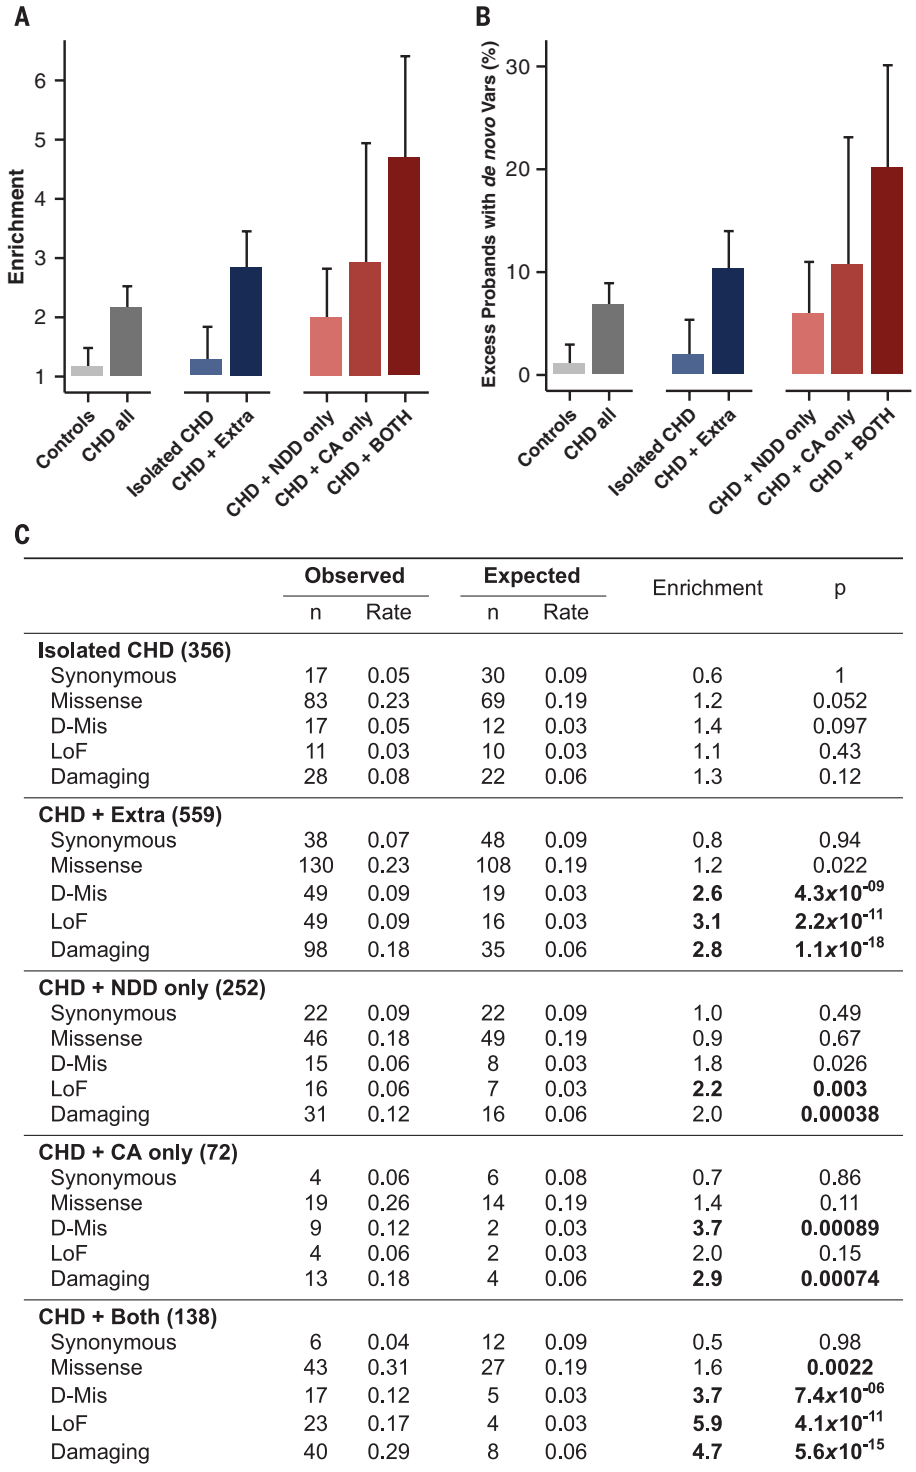 A
Enrichment
6
5
4
3
2
1
Controls
CHD all
Isolated CHD
CHD + Extra
CHD + NDD only
CHD + CA only
CHD + BOTH
B
Excess Probands with de novo Vars (%)
30
20
10
0
Controls
CHD all
Isolated CHD
CHD + Extra
CHD + NDD only
CHD + CA only
CHD + BOTH
C
Observed Expected Enrichment p
n Rate n Rate
Isolated CHD (356)
Synonymous 17 0.05 30 0.09 0.6 1
Missense 83 0.23 69 0.19 1.2 0.052
D-Mis 17 0.05 12 0.03 1.4 0.097
LoF 11 0.03 10 0.03 1.1 0.43
Damaging 28 0.08 22 0.06 1.3 0.12
CHD + Extra (559)
Synonymous 38 0.07 48 0.09 0.8 0.94
Missense 130 0.23 108 0.19 1.2 0.022
D-Mis 49 0.09 19 0.03 2.6 4.3x10⁻⁰⁹
LoF 49 0.09 16 0.03 3.1 2.2x10⁻¹¹
Damaging 98 0.18 35 0.06 2.8 1.1x10⁻¹⁸
CHD + NDD only (252)
Synonymous 22 0.09 22 0.09 1.0 0.49
Missense 46 0.18 49 0.19 0.9 0.67
D-Mis 15 0.06 8 0.03 1.8 0.026
LoF 16 0.06 7 0.03 2.2 0.003
Damaging 31 0.12 16 0.06 2.0 0.00038
CHD + CA only (72)
Synonymous 4 0.06 6 0.08 0.7 0.86
Missense 19 0.26 14 0.19 1.4 0.11
D-Mis 9 0.12 2 0.03 3.7 0.00089
LoF 4 0.06 2 0.03 2.0 0.15
Damaging 13 0.18 4 0.06 2.9 0.00074
CHD + Both (138)
Synonymous 6 0.04 12 0.09 0.5 0.98
Missense 43 0.31 27 0.19 1.6 0.0022
D-Mis 17 0.12 5 0.03 3.7 7.4x10⁻⁰⁶
LoF 23 0.17 4 0.03 5.9 4.1x10⁻¹¹
Damaging 40 0.29 8 0.06 4.7 5.6x10⁻¹⁵